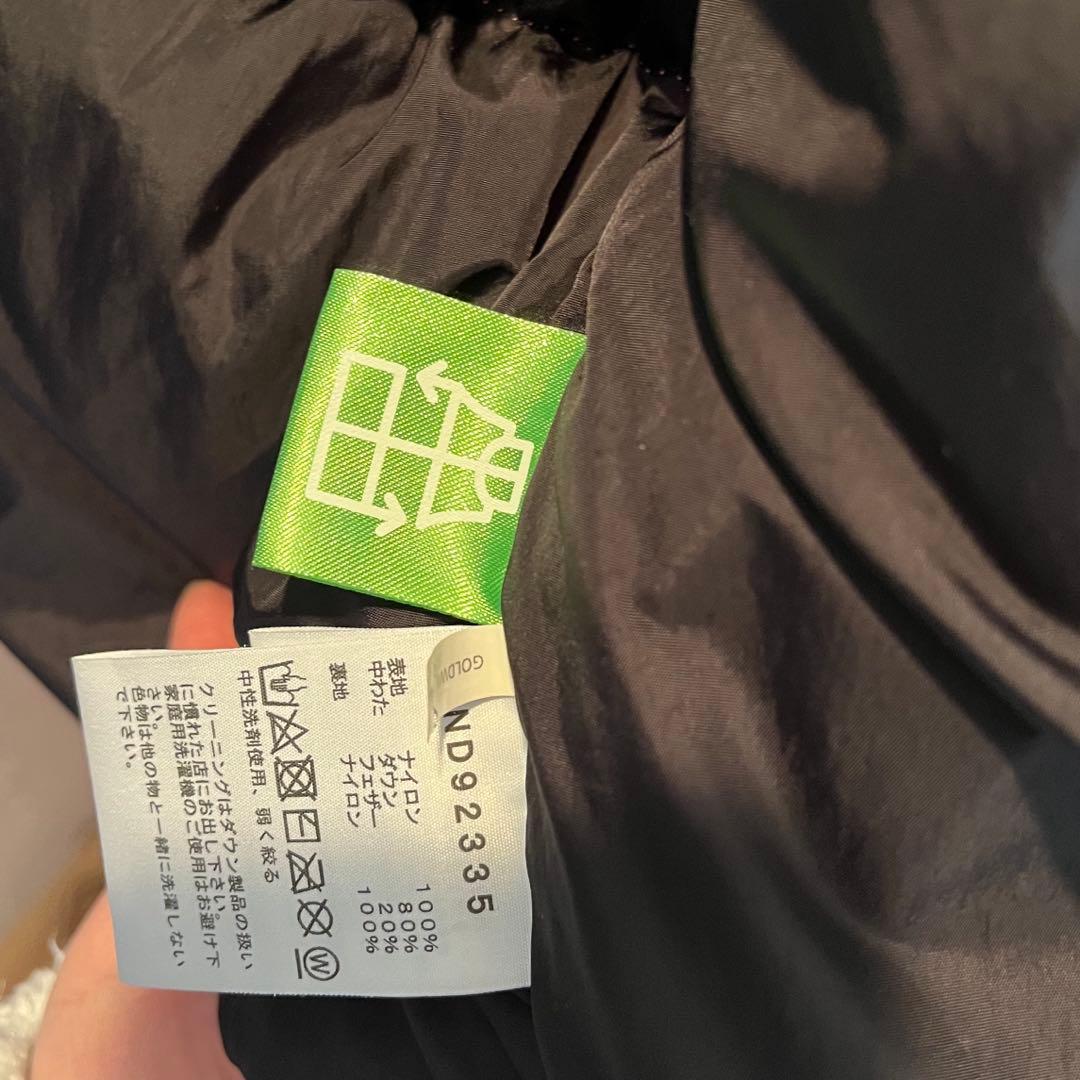 GOLDW
ND92335
表地 ナイロン 100%
中わた ダウン 80%
フェザー 20%
裏地 ナイロン 100%
W
中性洗剤使用、弱く絞る
クリーニングはダウン製品の扱い
に慣れた店にお出し下さい。
家庭用洗濯機のご使用はお避け下
さい。
色物は他の物と一緒に洗濯しない
で下さい。